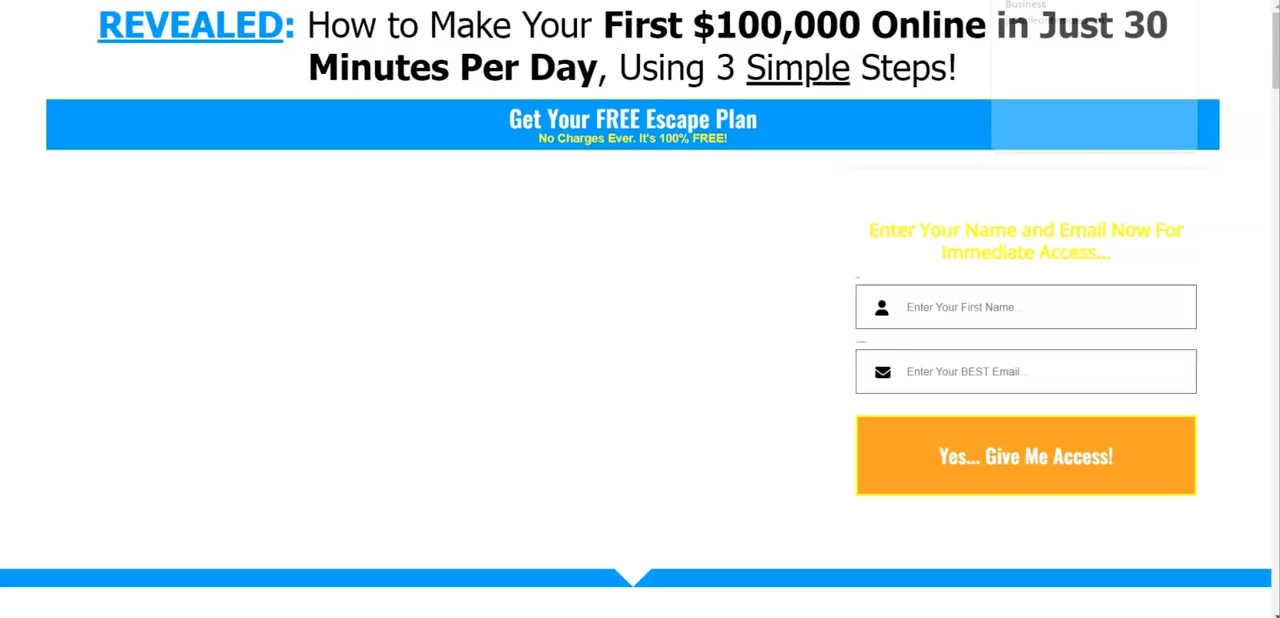 Business
REVEALED: How to Make Your First $100,000 Online in Just 30
Minutes Per Day, Using 3 Simple Steps!
Get Your FREE Escape Plan
No Charges Ever. It's 100% FREE!
Enter Your Name and Email Now For
Immediate Access...
Enter Your First Name...
Enter Your BEST Email...
Yes... Give Me Access!